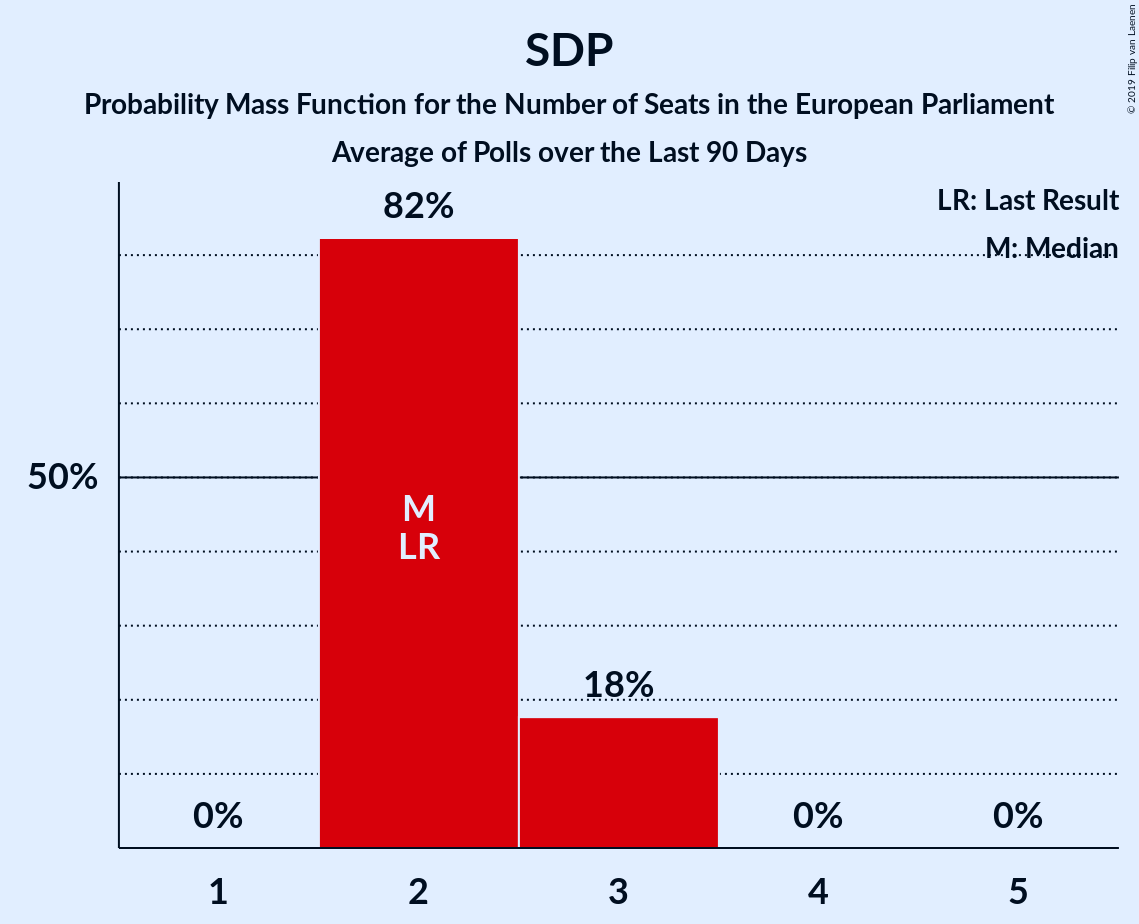 SDP
Probability Mass Function for the Number of Seats in the European Parliament
Average of Polls over the Last 90 Days
© 2019 Filip van Laenen
LR: Last Result
M: Median
82%
50%
M
LR
18%
0%
0%
0%
1
2
3
4
5